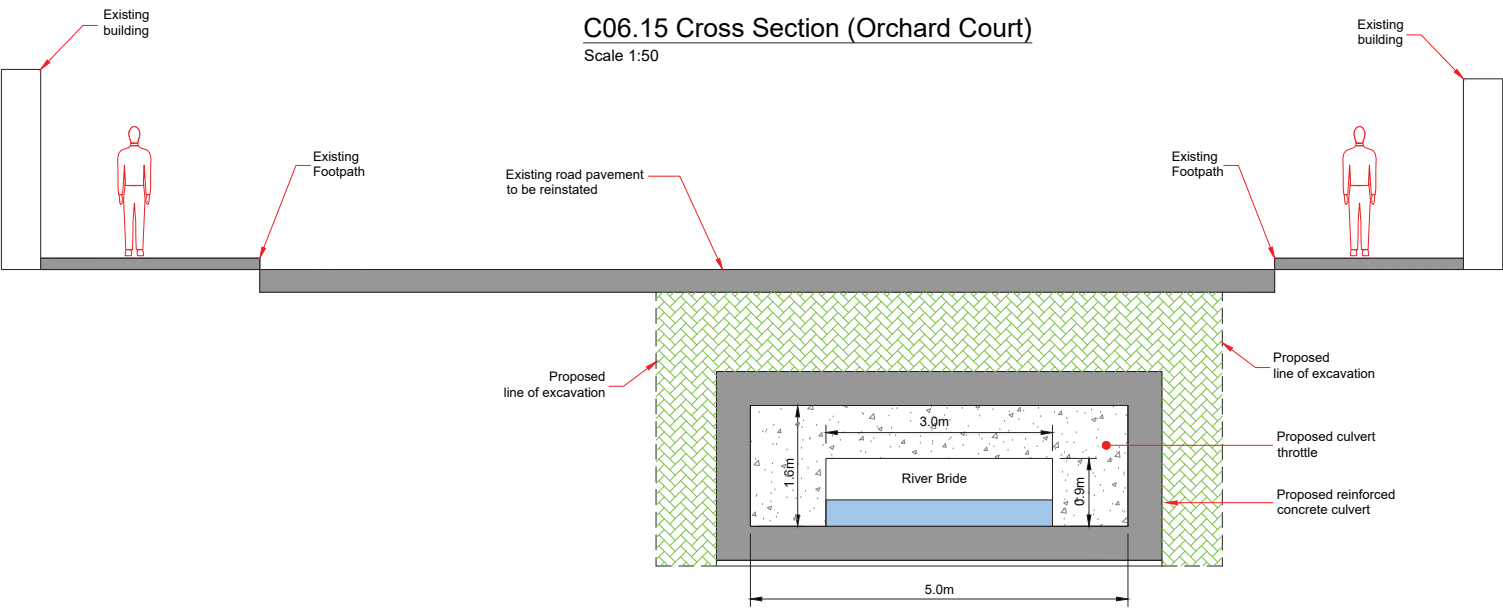 C06.15 Cross Section (Orchard Court)
Scale 1:50
Existing
building
Existing
building
Existing
Footpath
Existing road pavement
to be reinstated
Existing
Footpath
Proposed
line of excavation
Proposed
line of excavation
3.0m
1.6m
River Bride
0.9m
Proposed culvert
throttle
Proposed reinforced
concrete culvert
5.0m